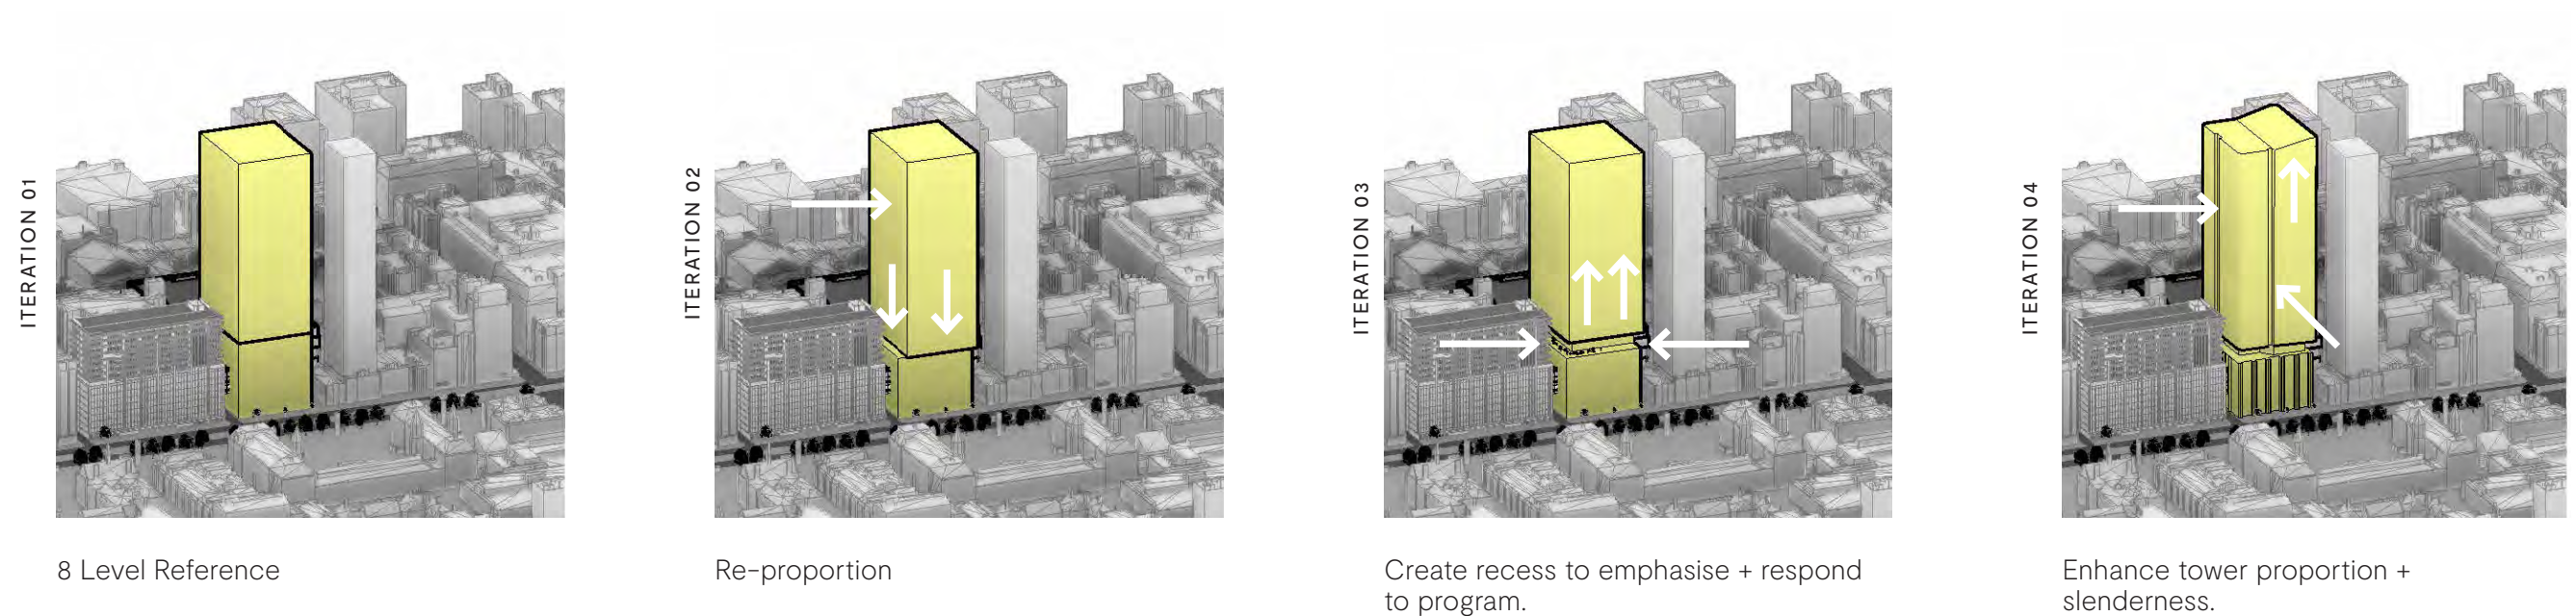 ITERATION 01
8 Level Reference
ITERATION 02
Re-proportion
ITERATION 03
Create recess to emphasise + respond
to program.
ITERATION 04
Enhance tower proportion +
slenderness.